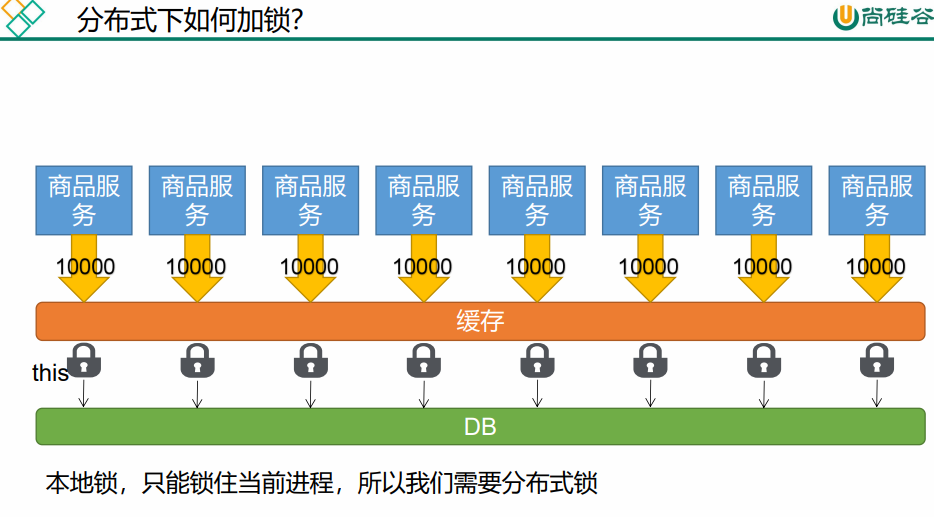 分布式下如何加锁？
尚硅谷
商品服
务
商品服
务
商品服
务
商品服
务
商品服
务
商品服
务
商品服
务
商品服
务
10000 10000 10000 10000 10000 10000 10000 10000
缓存
this
DB
本地锁，只能锁住当前进程，所以我们需要分布式锁